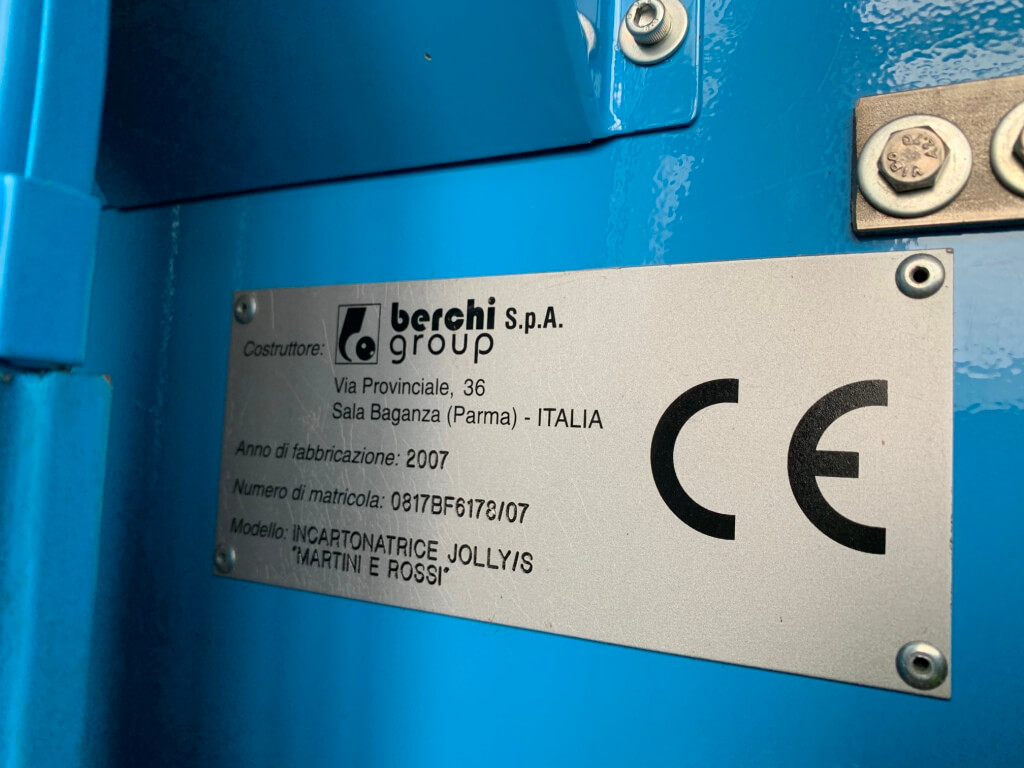 Costruttore: berchi S.p.A.
group
Via Provinciale, 36
Sala Baganza (Parma) - ITALIA
Anno di fabbricazione: 2007
Numero di matricola: 0817BF6178/07
Modello: INCARTONATRICE JOLLY/S
"MARTINI E ROSSI"
CE